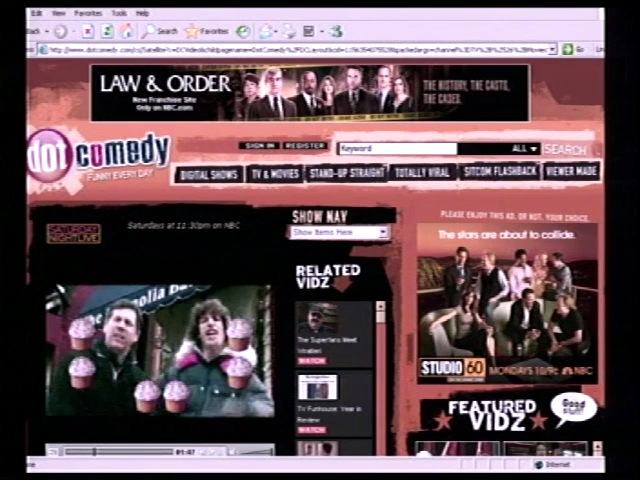 Edit View Favorites Tools Help
Back Search Favorites
Go
LAW & ORDER
New Franchise Site
Only on NBC.com
THE HISTORY, THE CASTS,
THE CASES.
dotcomedy
FUNNY EVERY DAY
SIGN IN REGISTER
Keyword ALL SEARCH
DIGITAL SHOWS TV & MOVIES STAND-UP STRAIGHT TOTALLY VIRAL SITCOM FLASHBACK VIEWER MADE
SATURDAY
NIGHT LIVE
Saturdays at 11:30pm on NBC
SHOW NAV
Show Items Here
PLEASE ENJOY THIS AD. OR NOT. YOUR CHOICE.
The stars are about to collide.
RELATED
VIDZ
The Superfans Meet
WATCH
TV Funhouse: Year in
Review
WATCH
STUDIO 60
MONDAYS 10/9c NBC
FEATURED
VIDZ
Good
stuff!
01:47
Internet